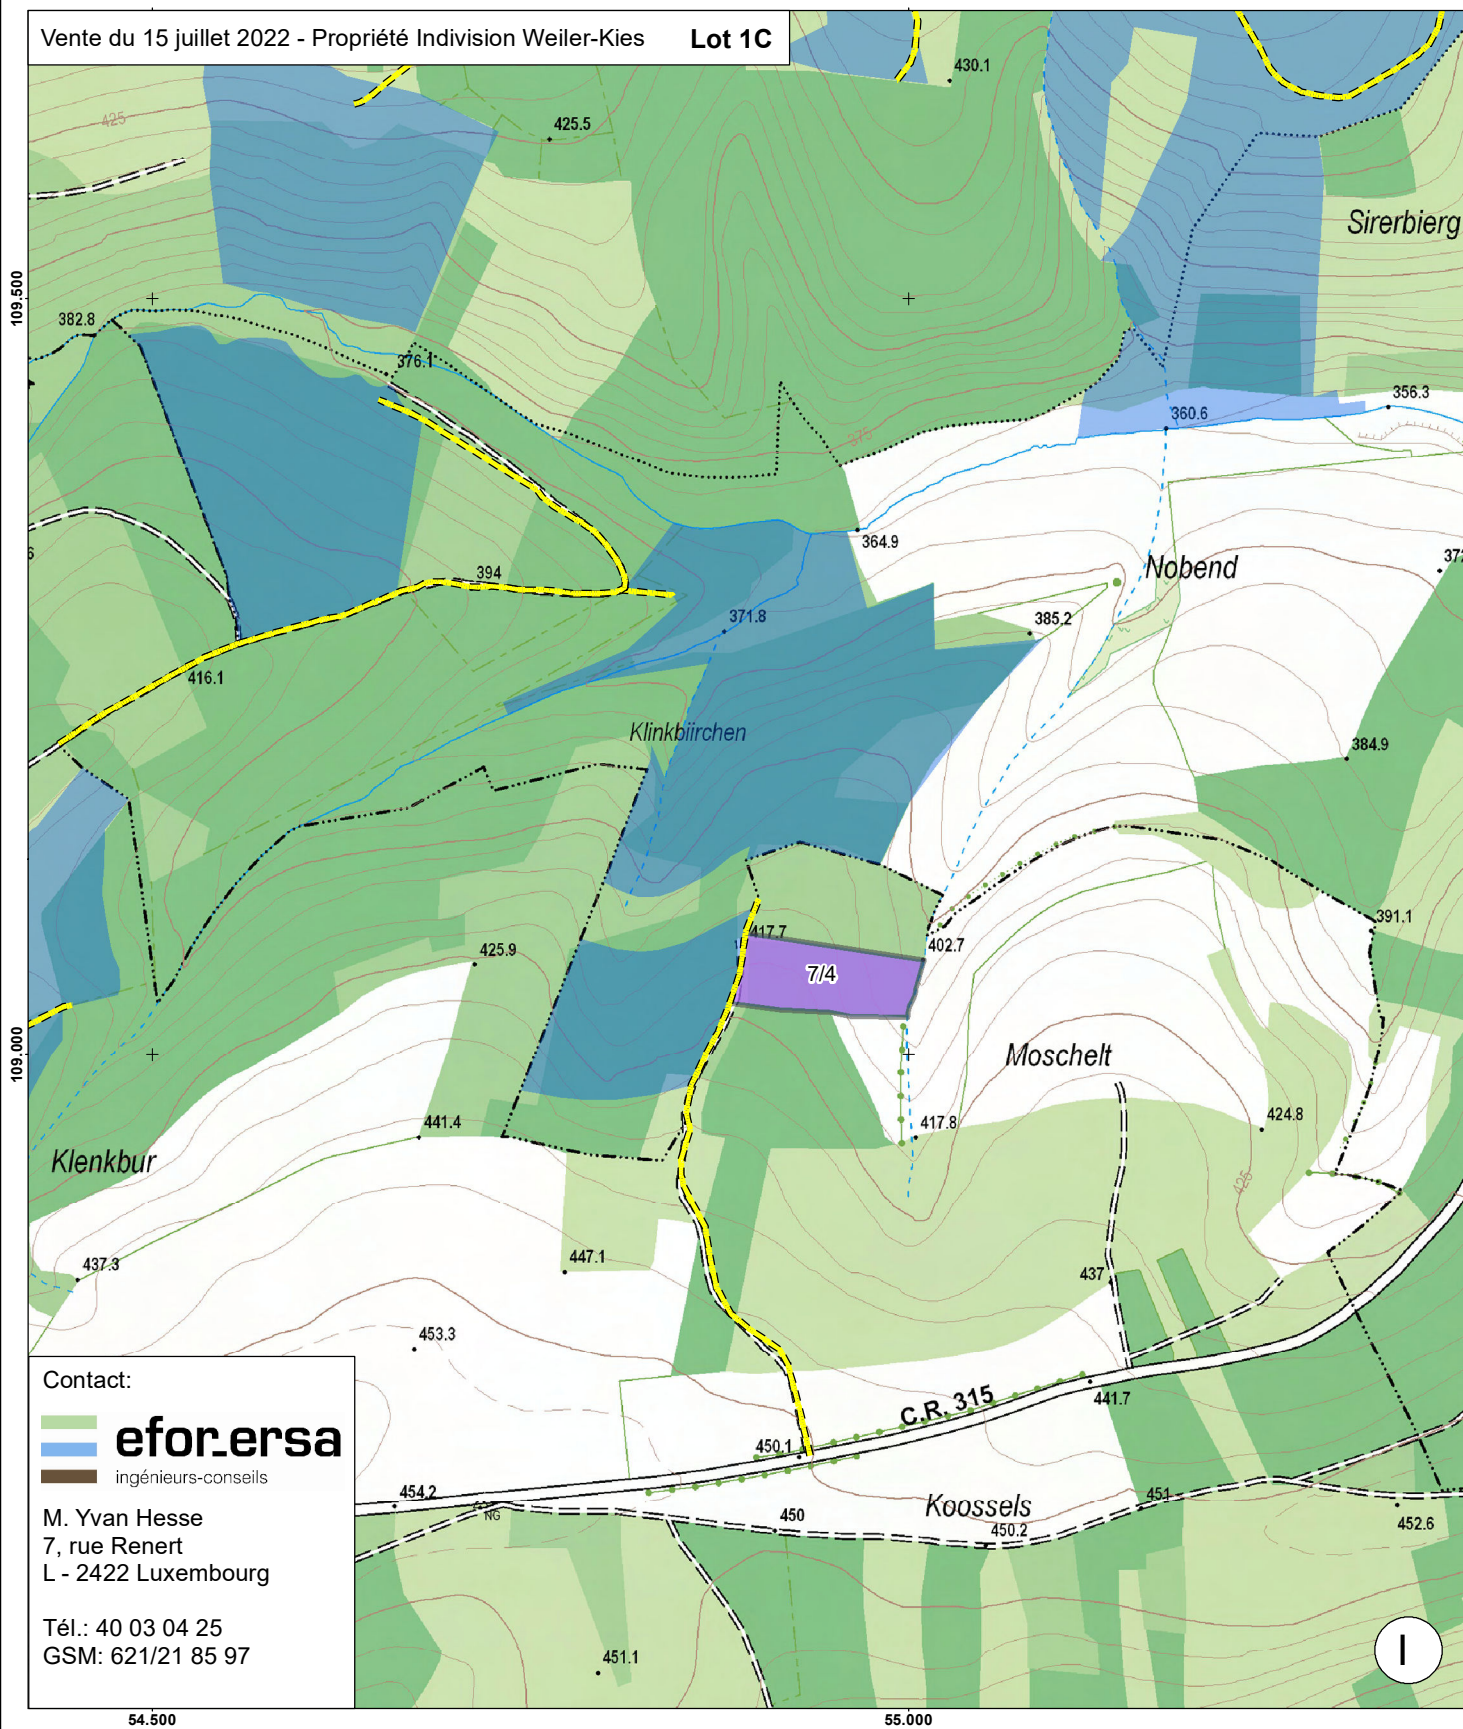 Vente du 15 juillet 2022 - Propriété Indivision Weiler-Kies Lot 1C
430.1
425
425.5
Sirerbierg
109.500
382.8
376.1
356.3
360.6
375
364.9
394
Nobend
371.8
385.2
416.1
Klinkbiirchen
384.9
391.1
417.7
402.7
425.9
7/4
109.000
Moschelt
441.4
417.8
424.8
Klenkbur
425
437.3
447.1
437
453.3
441.7
C.R. 315
450.1
454.2
NG
450
Koossels
450.2
451
452.6
451.1
Contact:
efor_ersa
ingénieurs-conseils
M. Yvan Hesse
7, rue Renert
L - 2422 Luxembourg
Tél.: 40 03 04 25
GSM: 621/21 85 97
I
54.500
55.000